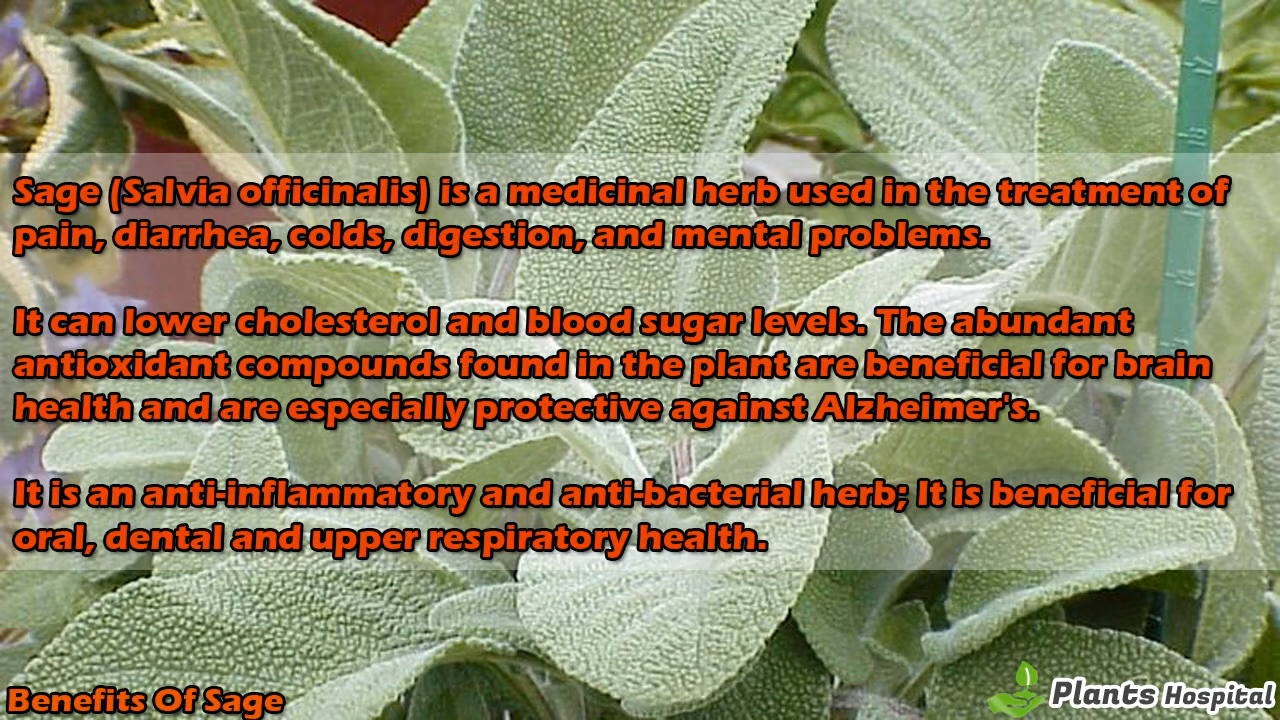 Sage (Salvia officinalis) is a medicinal herb used in the treatment of
pain, diarrhea, colds, digestion, and mental problems.
It can lower cholesterol and blood sugar levels. The abundant
antioxidant compounds found in the plant are beneficial for brain
health and are especially protective against Alzheimer's.
It is an anti-inflammatory and anti-bacterial herb; It is beneficial for
oral, dental and upper respiratory health.
Benefits Of Sage
Plants Hospital